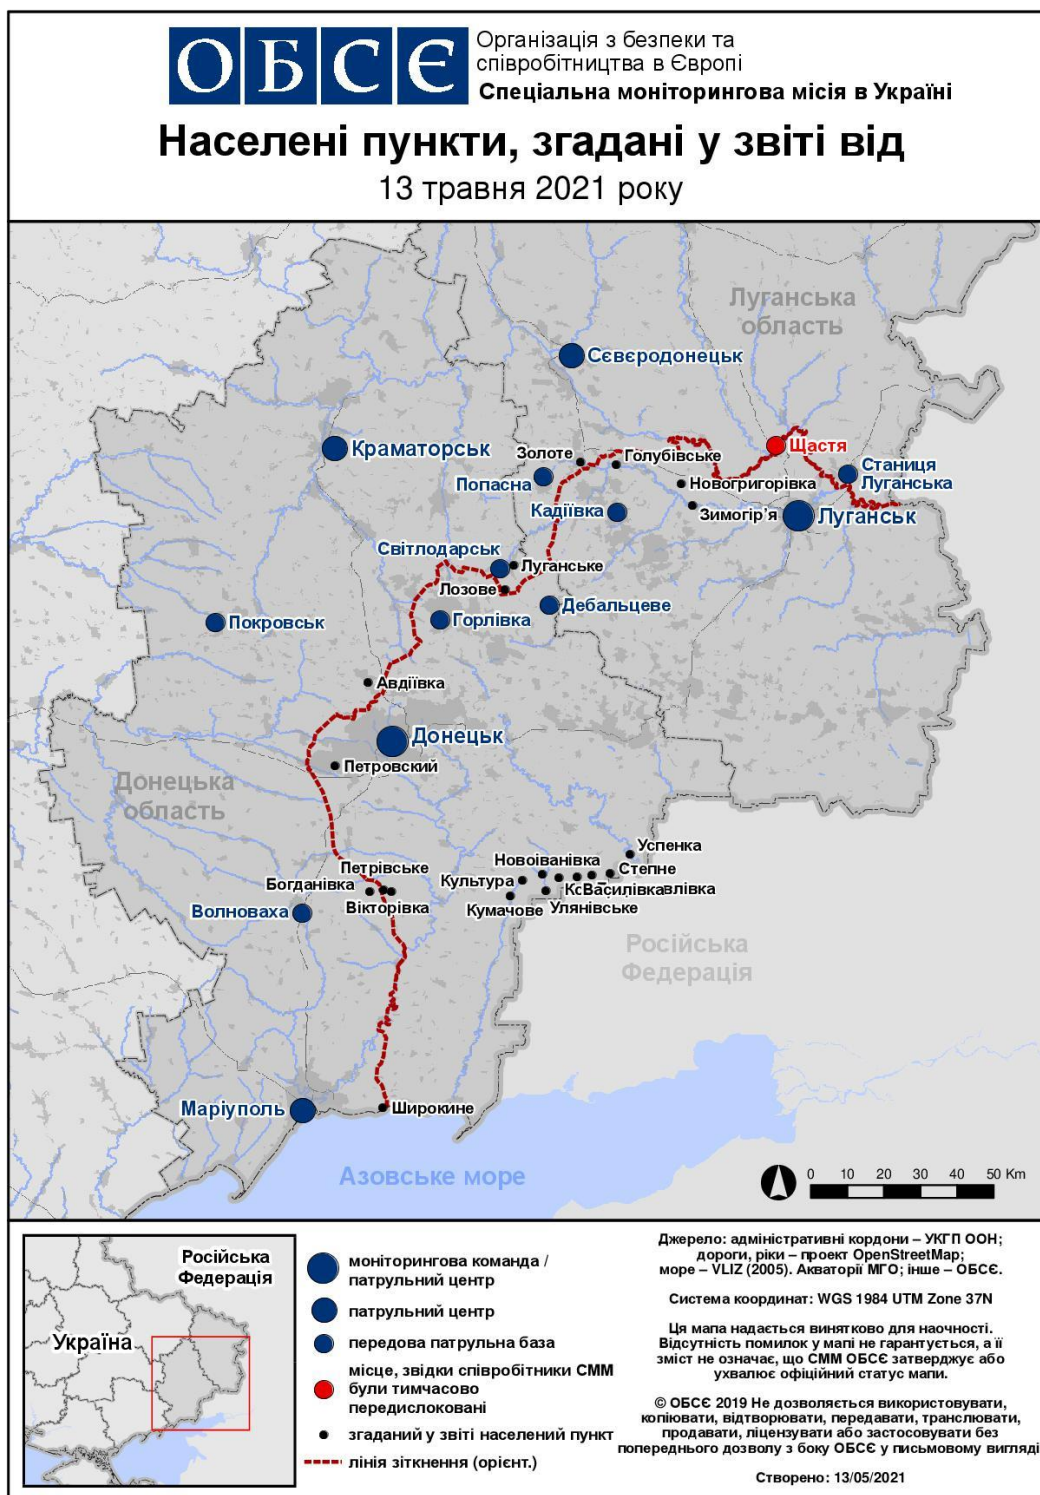 ОБСЄ
Організація з безпеки та
співробітництва в Європі
Спеціальна моніторингова місія в Україні
Населені пункти, згадані у звіті від
13 травня 2021 року
Луганська
область
Сєвєродонецьк
Щастя
Краматорськ
Золоте
Голубівське
Станиця
Луганська
Попасна
Новогригорівка
Кадіївка
Зимогір’я
Луганськ
Світлодарськ
Луганське
Лозове
Дебальцеве
Покровськ
Горлівка
Авдіївка
Донецьк
Петровский
Донецька
область
Успенка
Новоіванівка
Степне
Петрівське
Культура
Василівка
Богданівка
Вікторівка
Кумачове
Улянівське
Волноваха
Російська
Федерація
Маріуполь
Широкине
Азовське море
0 10 20 30 40 50 Km
Російська
Федерація
Україна
моніторингова команда /
патрульний центр
патрульний центр
передова патрульна база
місце, звідки співробітники СММ
були тимчасово
передислоковані
згаданий у звіті населений пункт
лінія зіткнення (орієнт.)
Джерело: адміністративні кордони – УКГП ООН;
дороги, ріки – проект OpenStreetMap;
море – VLIZ (2005). Акваторії МГО; інше – ОБСЄ.
Система координат: WGS 1984 UTM Zone 37N
Ця мапа надається винятково для наочності.
Відсутність помилок у мапі не гарантується, а її
зміст не означає, що СММ ОБСЄ затверджує або
ухвалює офіційний статус мапи.
© ОБСЄ 2019 Не дозволяється використовувати,
копіювати, відтворювати, передавати, транслювати,
продавати, ліцензувати або застосовувати без
попереднього дозволу з боку ОБСЄ у письмовому вигляді
Створено: 13/05/2021